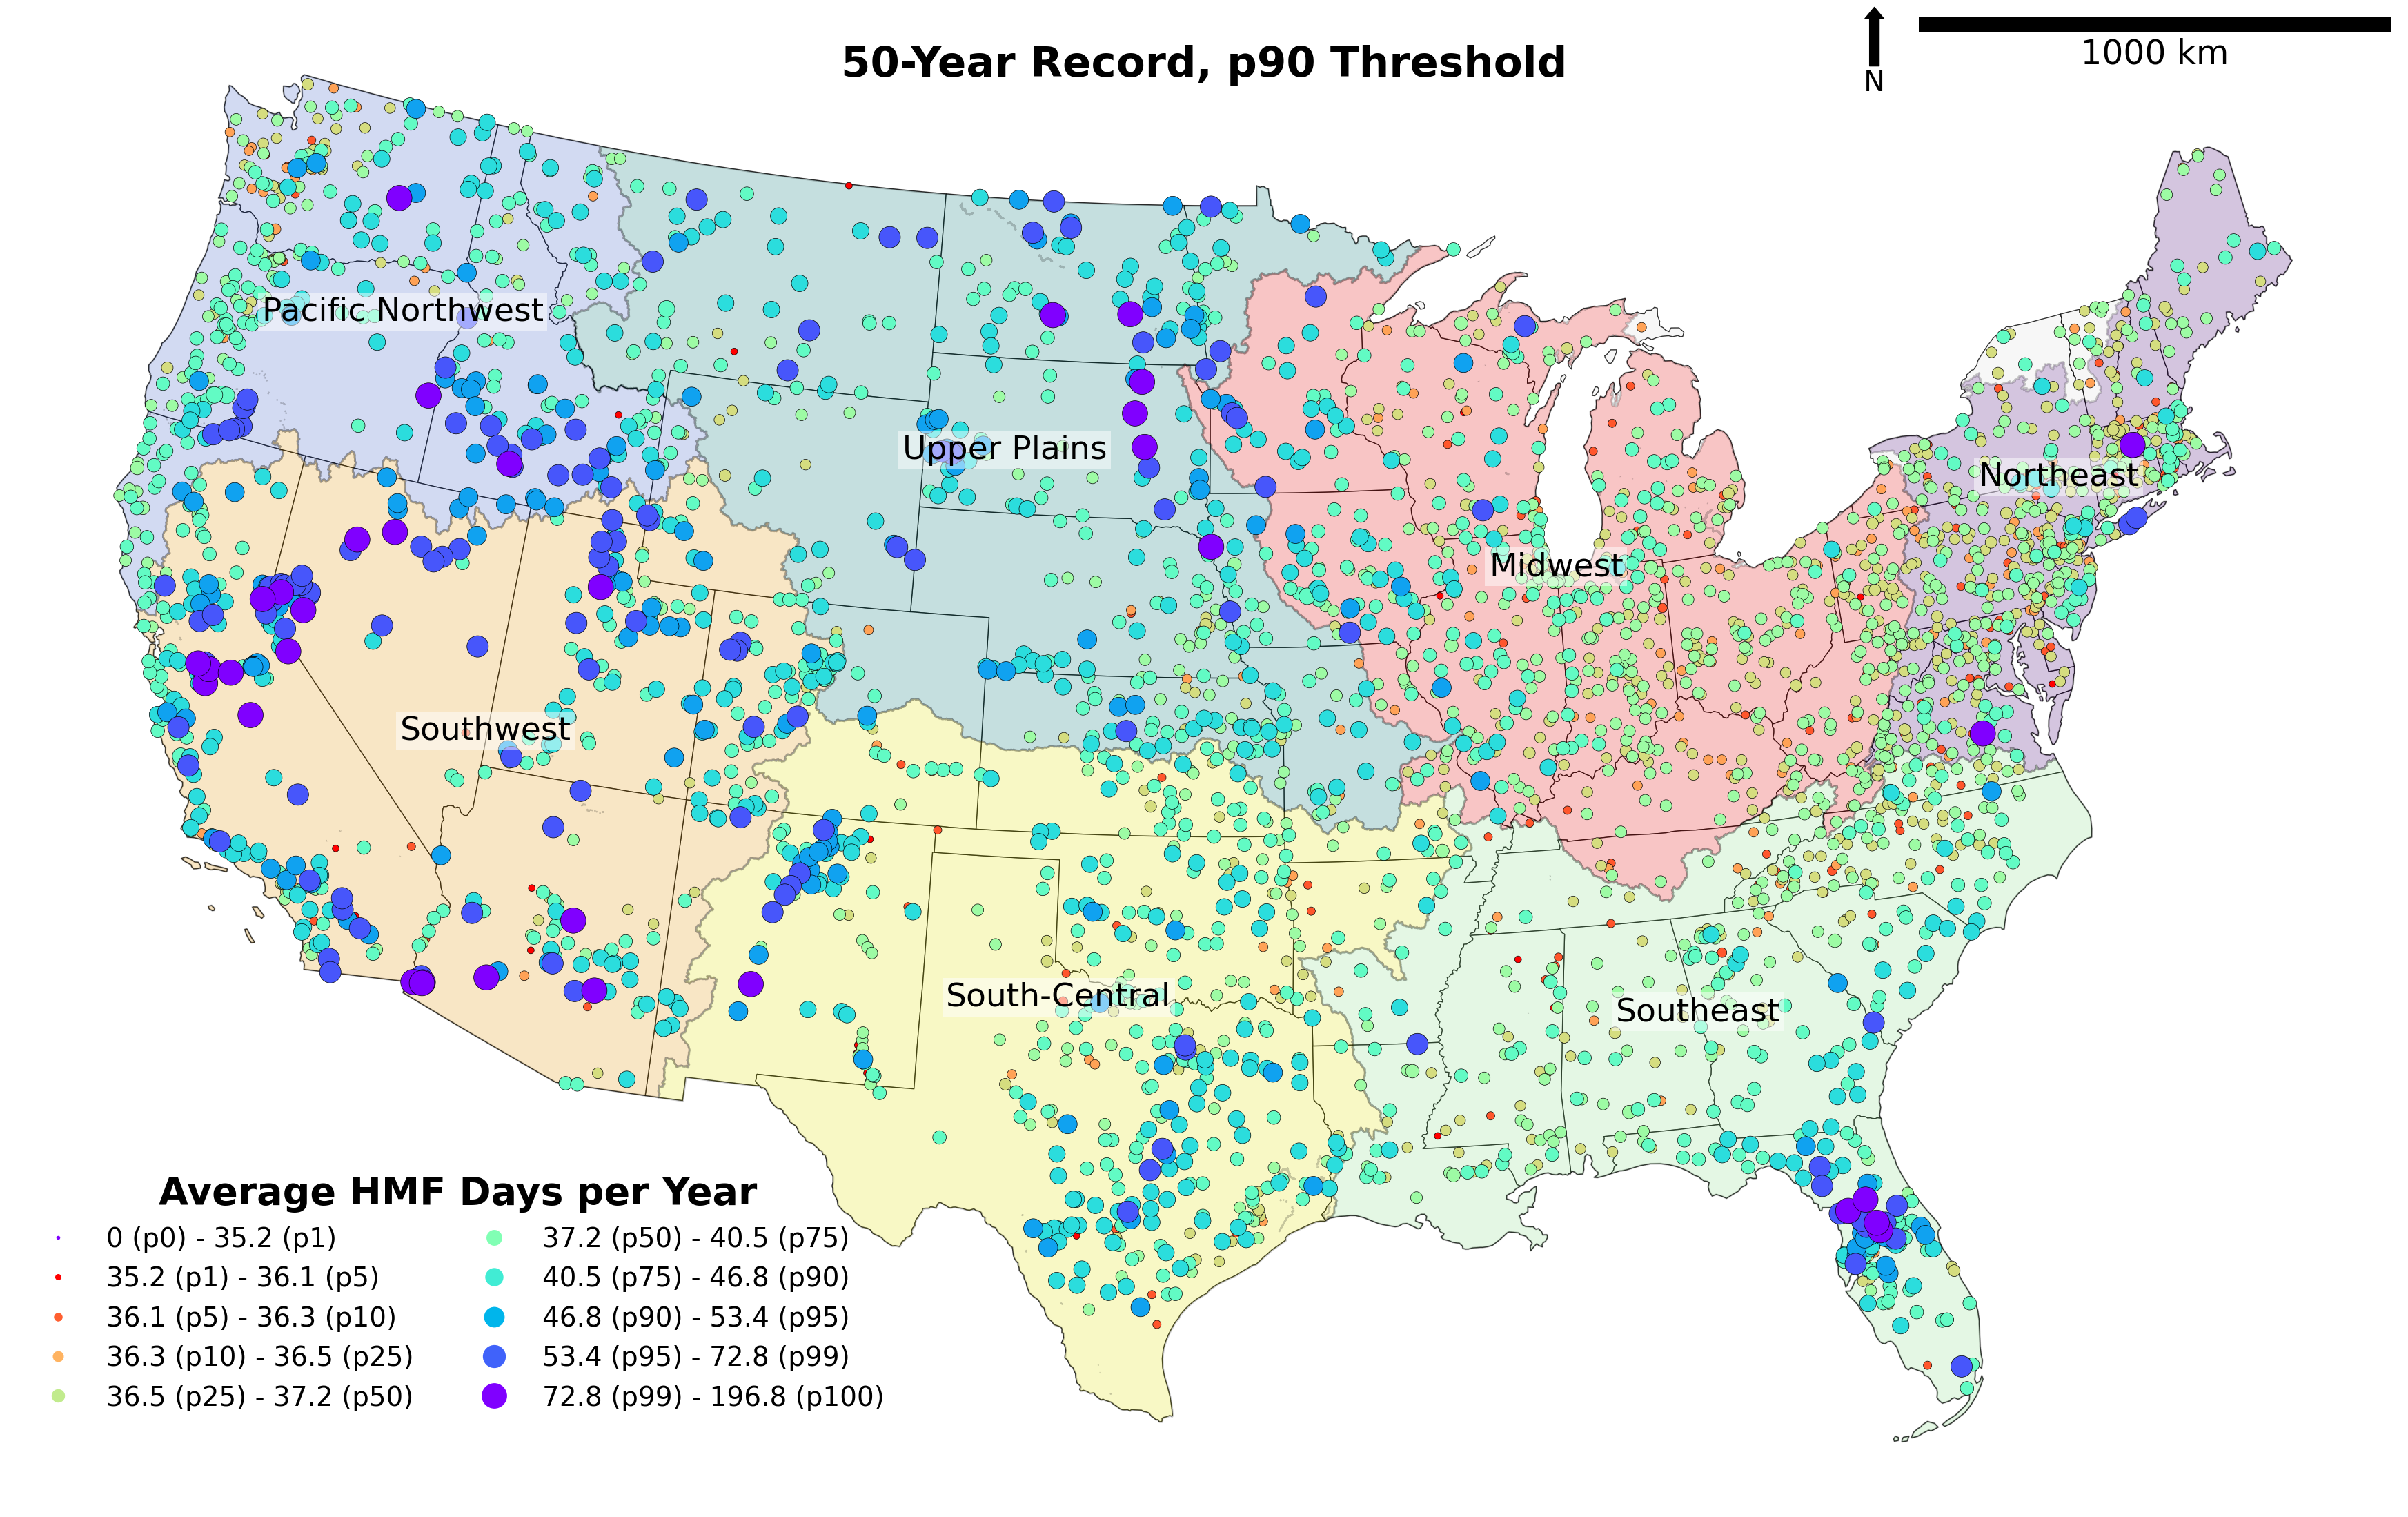 50-Year Record, p90 Threshold
N
1000 km
Pacific Northwest
Upper Plains
Northeast
Midwest
Southwest
South-Central
Southeast
Average HMF Days per Year
0 (p0) - 35.2 (p1)
35.2 (p1) - 36.1 (p5)
36.1 (p5) - 36.3 (p10)
36.3 (p10) - 36.5 (p25)
36.5 (p25) - 37.2 (p50)
37.2 (p50) - 40.5 (p75)
40.5 (p75) - 46.8 (p90)
46.8 (p90) - 53.4 (p95)
53.4 (p95) - 72.8 (p99)
72.8 (p99) - 196.8 (p100)